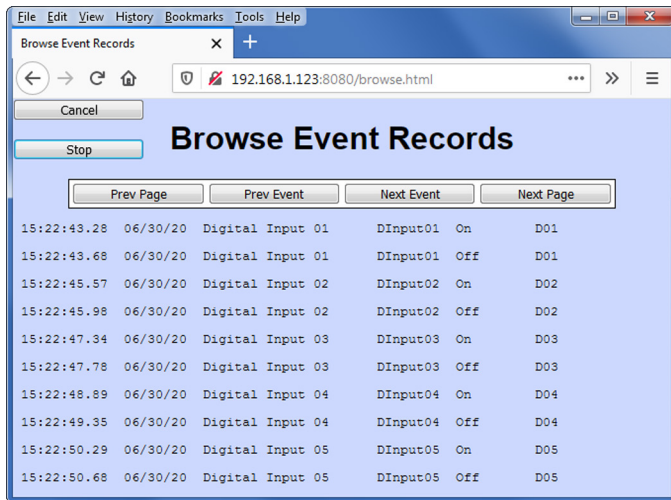 File Edit View History Bookmarks Tools Help
Browse Event Records
192.168.1.123:8080/browse.html
Cancel
Stop
Browse Event Records
Prev Page Prev Event Next Event Next Page
15:22:43.28 06/30/20 Digital Input 01 DInput01 On D01
15:22:43.68 06/30/20 Digital Input 01 DInput01 Off D01
15:22:45.57 06/30/20 Digital Input 02 DInput02 On D02
15:22:45.98 06/30/20 Digital Input 02 DInput02 Off D02
15:22:47.34 06/30/20 Digital Input 03 DInput03 On D03
15:22:47.78 06/30/20 Digital Input 03 DInput03 Off D03
15:22:48.89 06/30/20 Digital Input 04 DInput04 On D04
15:22:49.35 06/30/20 Digital Input 04 DInput04 Off D04
15:22:50.29 06/30/20 Digital Input 05 DInput05 On D05
15:22:50.68 06/30/20 Digital Input 05 DInput05 Off D05